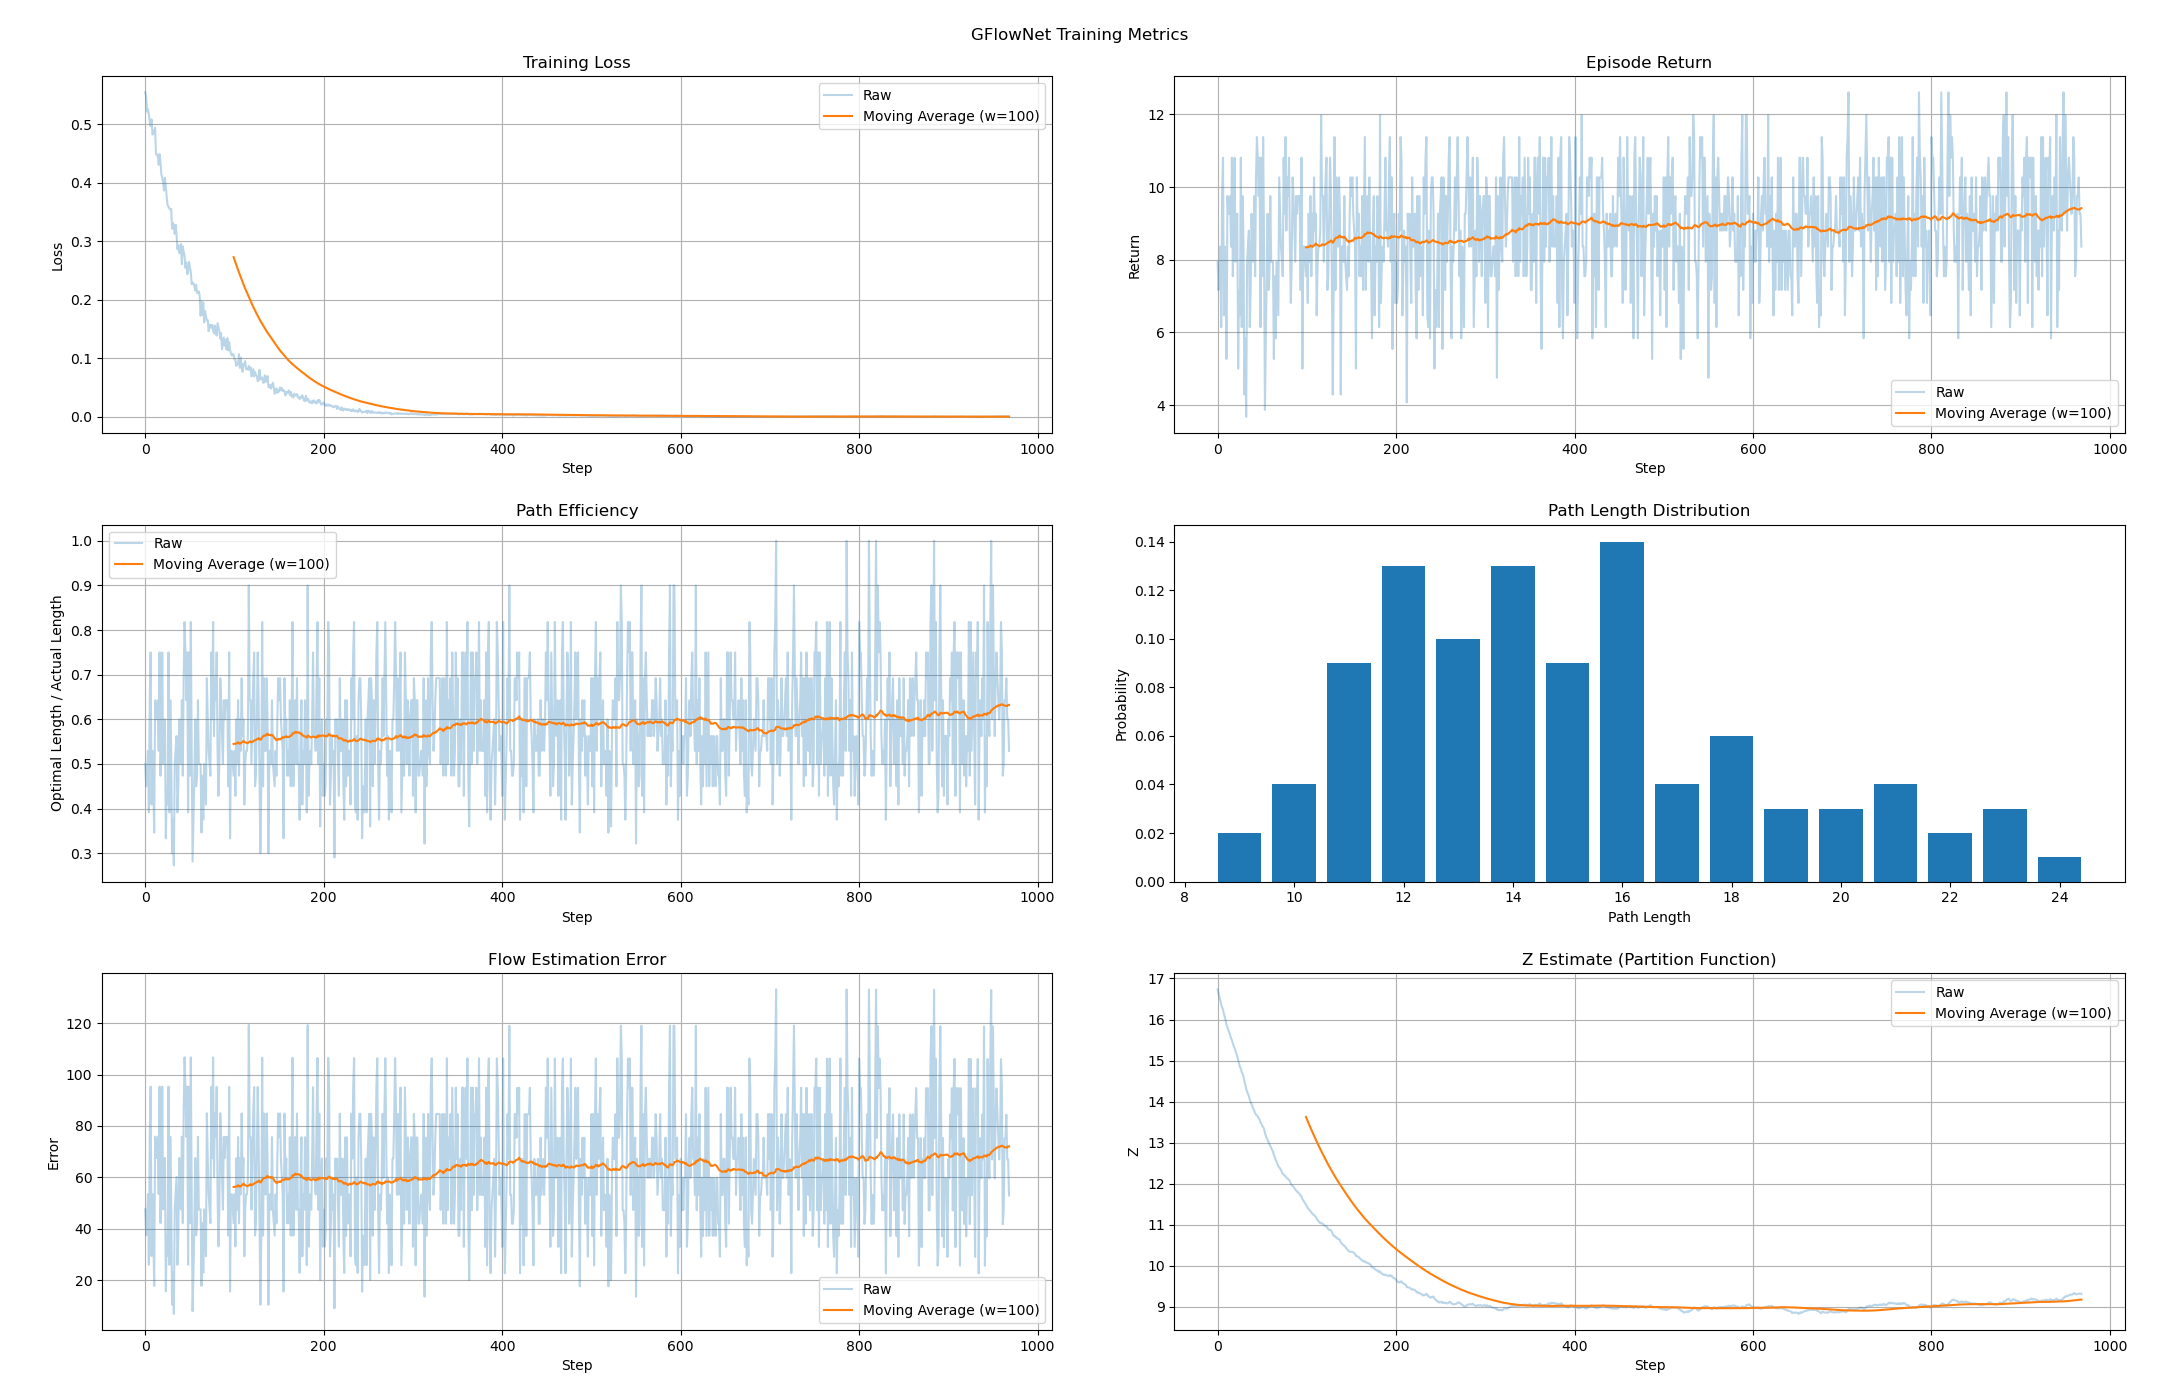 GFlowNet Training Metrics
Training Loss
Loss
0.5
0.4
0.3
0.2
0.1
0.0
Raw
Moving Average (w=100)
0 200 400 600 800 1000
Step
Episode Return
Return
12
10
8
6
4
Raw
Moving Average (w=100)
0 200 400 600 800 1000
Step
Path Efficiency
Optimal Length / Actual Length
1.0
0.9
0.8
0.7
0.6
0.5
0.4
0.3
Raw
Moving Average (w=100)
0 200 400 600 800 1000
Step
Path Length Distribution
Probability
0.14
0.12
0.10
0.08
0.06
0.04
0.02
0.00
8 10 12 14 16 18 20 22 24
Path Length
Flow Estimation Error
Error
120
100
80
60
40
20
Raw
Moving Average (w=100)
0 200 400 600 800 1000
Step
Z Estimate (Partition Function)
Z
17
16
15
14
13
12
11
10
9
Raw
Moving Average (w=100)
0 200 400 600 800 1000
Step